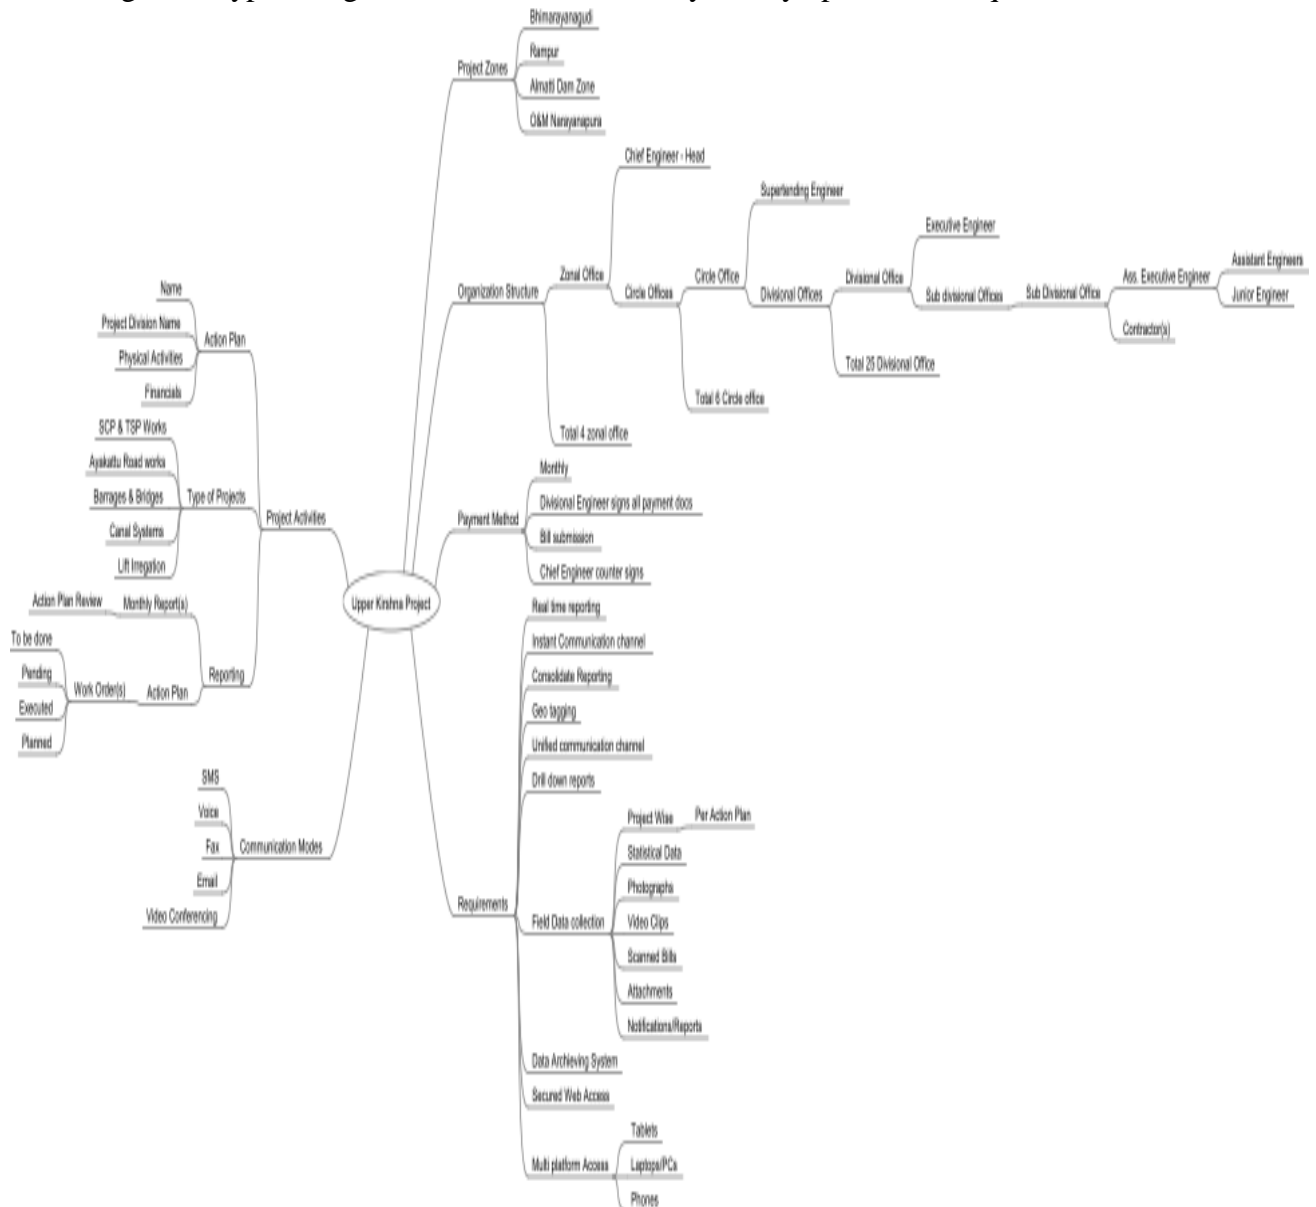 Bhimarayanagudi
Rampur
Project Zones
Almatti Dam Zone
O&M Narayanapura
Chief Engineer - Head
Supertending Engineer
Executive Engineer
Zonal Office
Circle Office
Divisional Office
Ass. Executive Engineer
Assistant Engineers
Organization Structure
Circle Offices
Divisional Offices
Sub divisional Offices
Sub Divisional Office
Junior Engineer
Contractor(s)
Total 25 Divisional Office
Total 6 Circle office
Total 4 zonal office
Monthly
Divisional Engineer signs all payment docs
Payment Method
Bill submission
Chief Engineer counter signs
Name
Project Division Name
Action Plan
Physical Activities
Financials
SCP & TSP Works
Ayakattu Road works
Barrages & Bridges
Type of Projects
Canal Systems
Lift Irregation
Project Activities
Action Plan Review
Monthly Report(s)
To be done
Pending
Reporting
Work Order(s)
Action Plan
Executed
Planned
Upper Kirshna Project
SMS
Voice
Fax
Communication Modes
Email
Video Conferencing
Real time reporting
Instant Communication channel
Consolidate Reporting
Geo tagging
Unified communication channel
Drill down reports
Requirements
Field Data collection
Project Wise
Per Action Plan
Statistical Data
Photographs
Video Clips
Scanned Bills
Attachments
Notifications/Reports
Data Archieving System
Secured Web Access
Multi platform Access
Tablets
Laptops/PCs
Phones